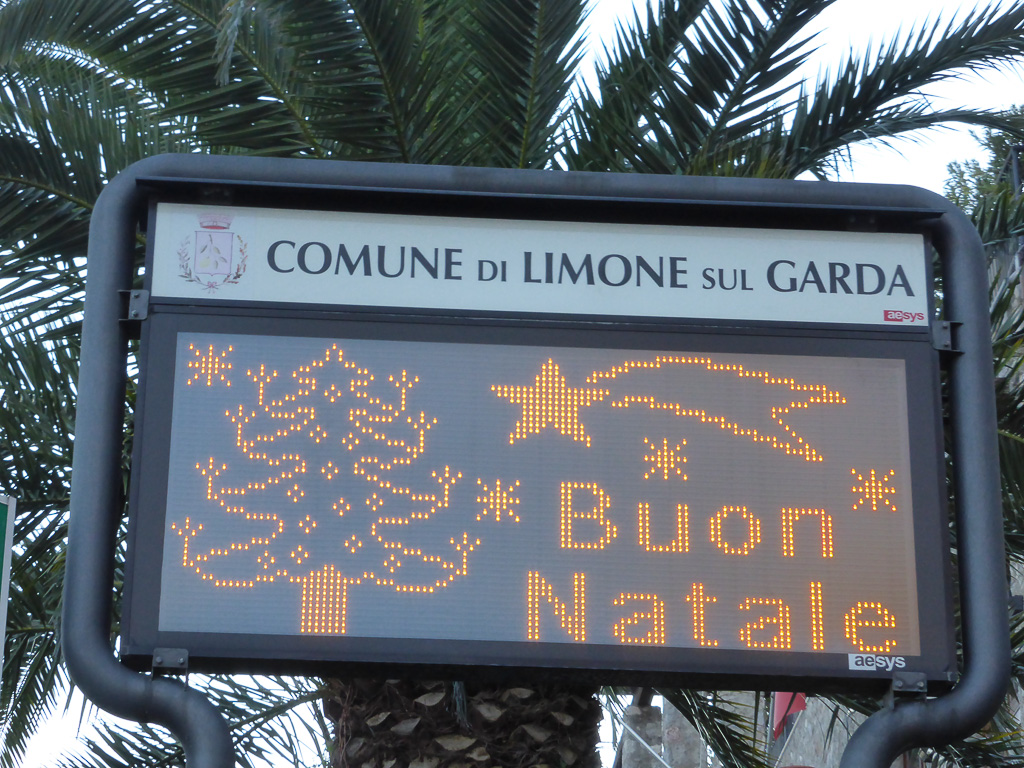 COMUNE DI LIMONE SUL GARDA
aesys
Buon
Natale
aesys